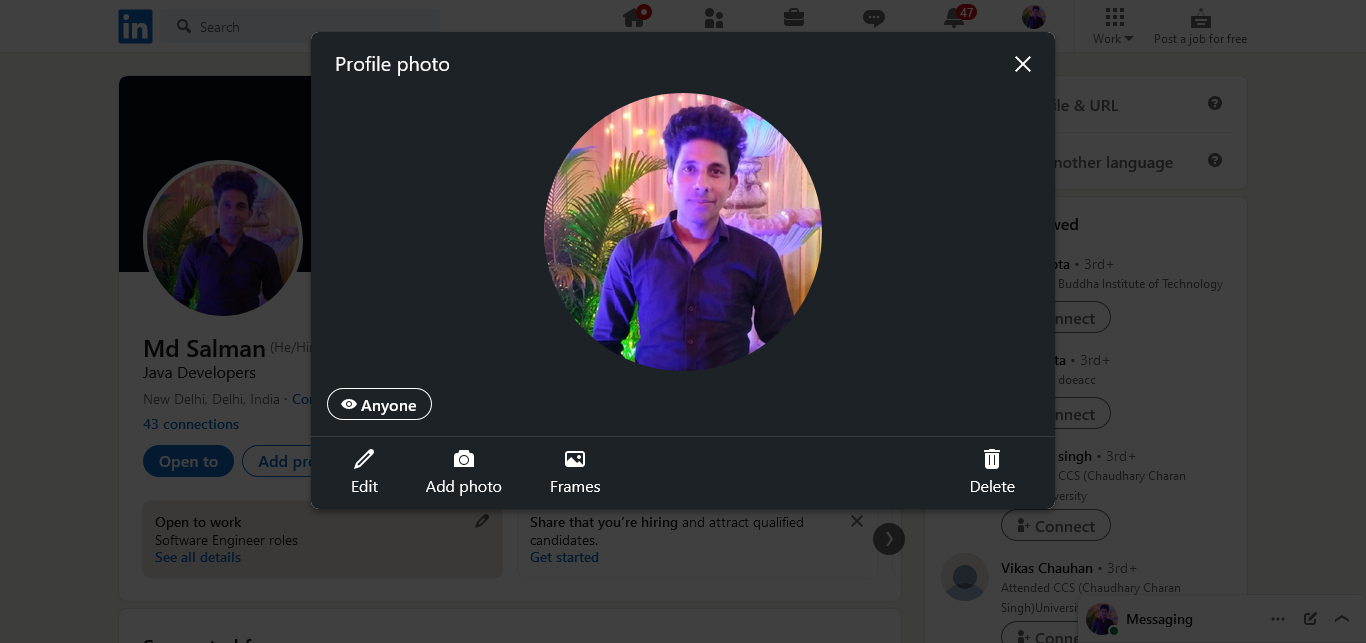 in
Search
47
Work
Post a job for free
Profile photo
Anyone
Edit
Add photo
Frames
Delete
Md Salman (He/Hi
Java Developers
New Delhi, Delhi, India · Co
43 connections
Open to
Add pr
Open to work
Software Engineer roles
See all details
Share that you're hiring and attract qualified
candidates.
Get started
ile & URL
nother language
wed
pta • 3rd+
Buddha Institute of Technology
nnect
ta • 3rd+
doeacc
nnect
singh • 3rd+
CCS (Chaudhary Charan
versity
Connect
Vikas Chauhan • 3rd+
Attended CCS (Chaudhary Charan
Singh)Universi
Conne
Messaging